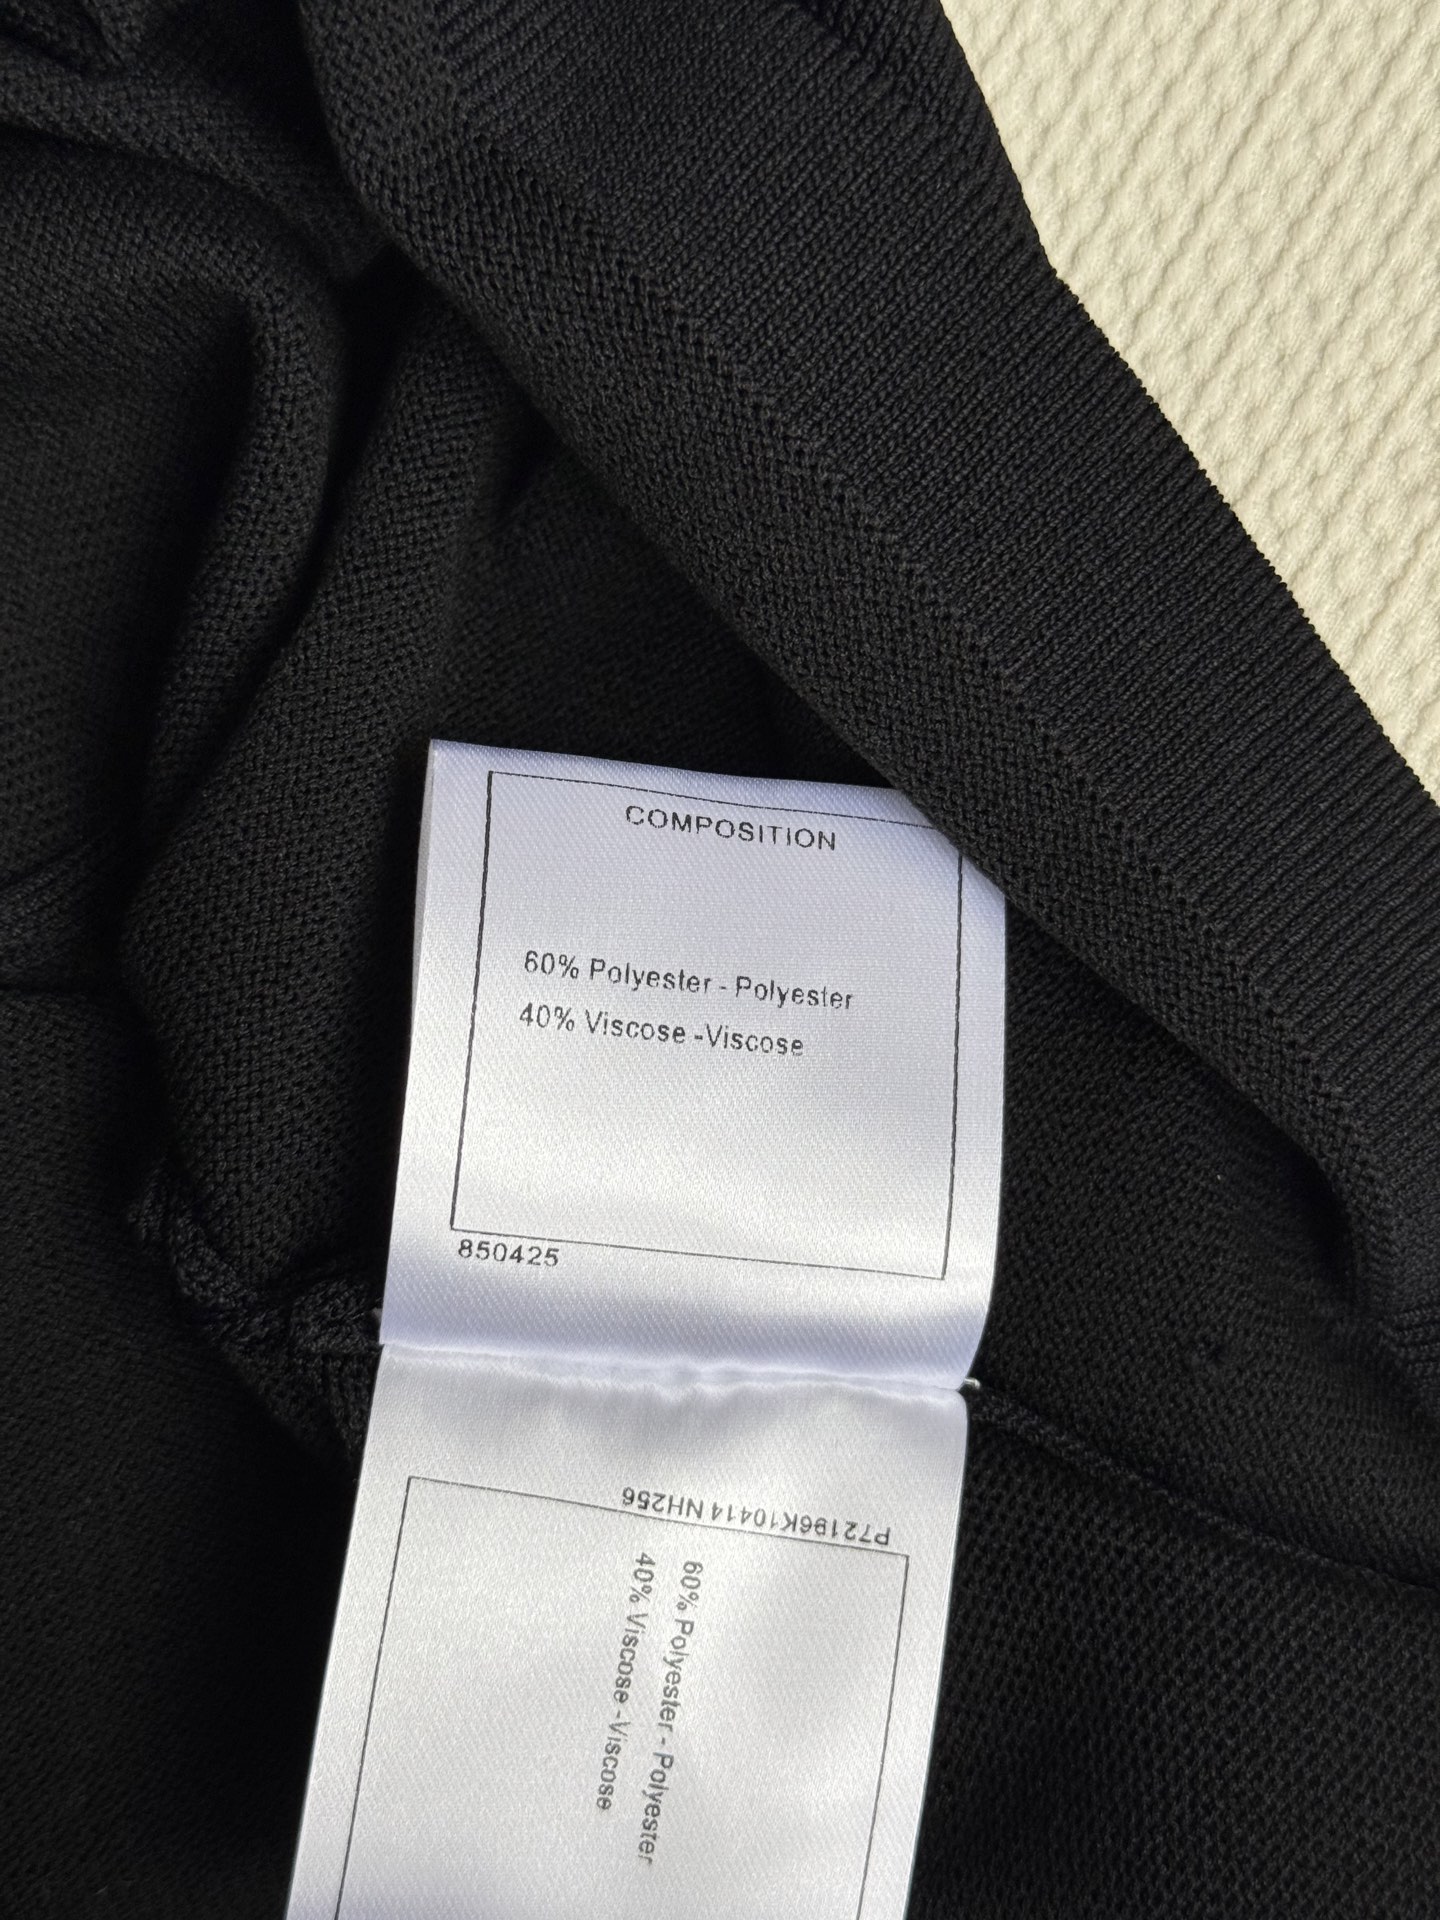 COMPOSITION
60% Polyester - Polyester
40% Viscose -Viscose
850425
P72196K10414 NH256
60% Polyester - Polyester
40% Viscose -Viscose